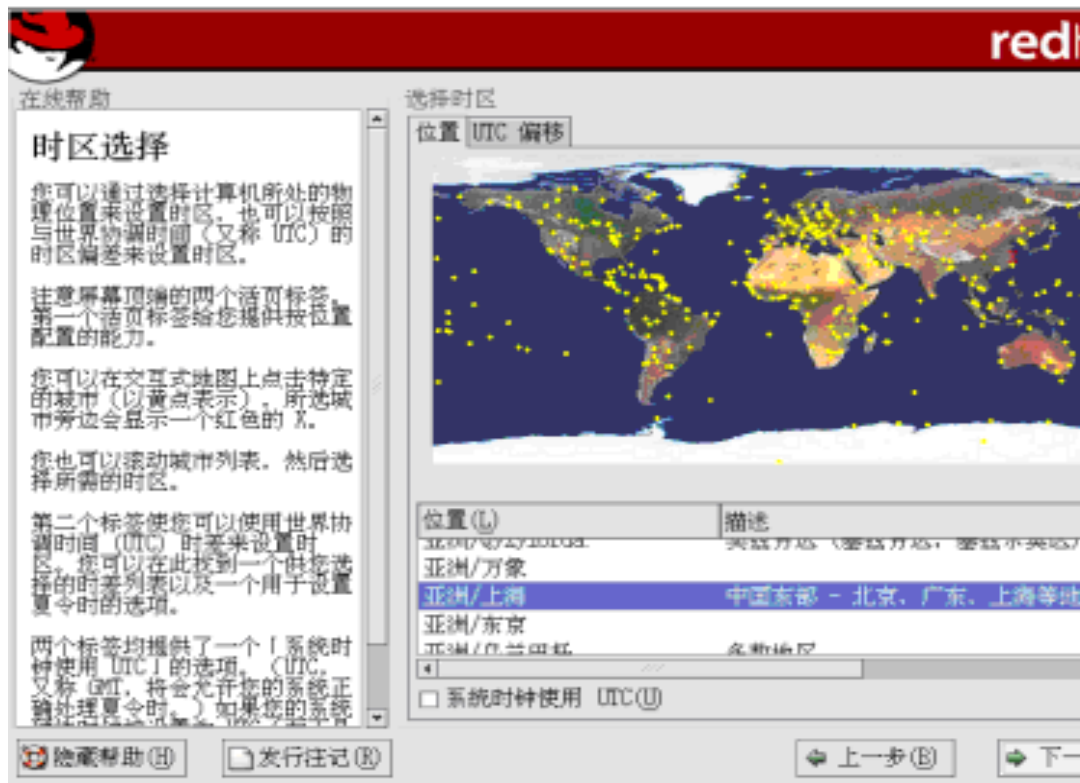 redh
在线帮助
时区选择
您可以通过选择计算机所处的物
理位置来设置时区，也可以按照
与世界协调时间（又称 UTC）的
时区偏差来设置时区。
注意屏幕顶端的两个活页标签。
第一个活页标签给您提供按位置
配置的能力。
您可以在交互式地图上点击特定
的城市（以黄点表示），所选城
市旁边会显示一个红色的 X。
您也可以滚动城市列表，然后选
择所需的时区。
第二个标签使您可以使用世界协
调时间（UTC）时差来设置时
区。您可以在此找到一个供您选
择的时差列表以及一个用于设置
夏令时的选项。
两个标签均提供了一个「系统时
钟使用 UTC」的选项。（UTC，
又称 GMT，将会允许您的系统正
确处理夏令时。）如果您的系统
选择时区
位置 UTC 偏移
位置(L) 描述
亚洲/万象
亚洲/上海 中国东部 - 北京、广东、上海等地
亚洲/东京
亚洲/乌兰巴托 多数地区
系统时钟使用 UTC(U)
隐藏帮助(H) 发行注记(R) 上一步(B) 下一